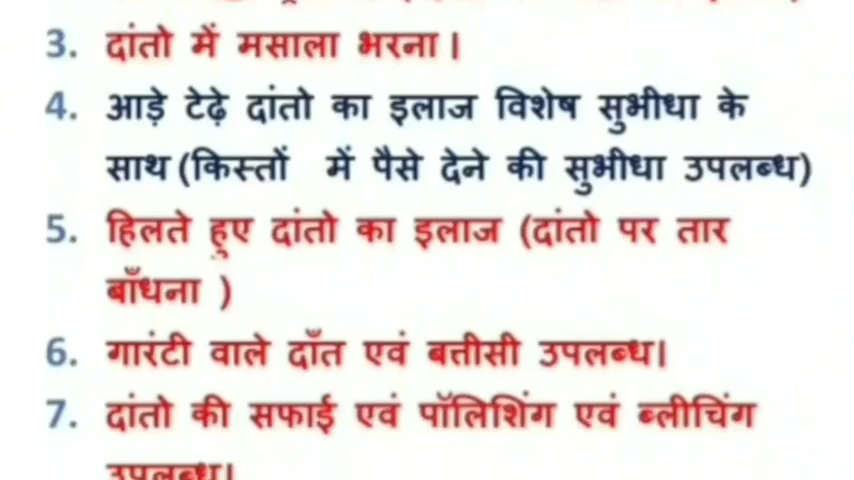 3. दांतो में मसाला भरना।
4. आड़े टेढ़े दांतो का इलाज विशेष सुभीधा के
साथ (किस्तों में पैसे देने की सुभीधा उपलब्ध)
5. हिलते हुए दांतो का इलाज (दांतो पर तार
बाँधना )
6. गारंटी वाले दाँत एवं बत्तीसी उपलब्ध।
7. दांतो की सफाई एवं पॉलिशिंग एवं ब्लीचिंग
उपलब्ध।